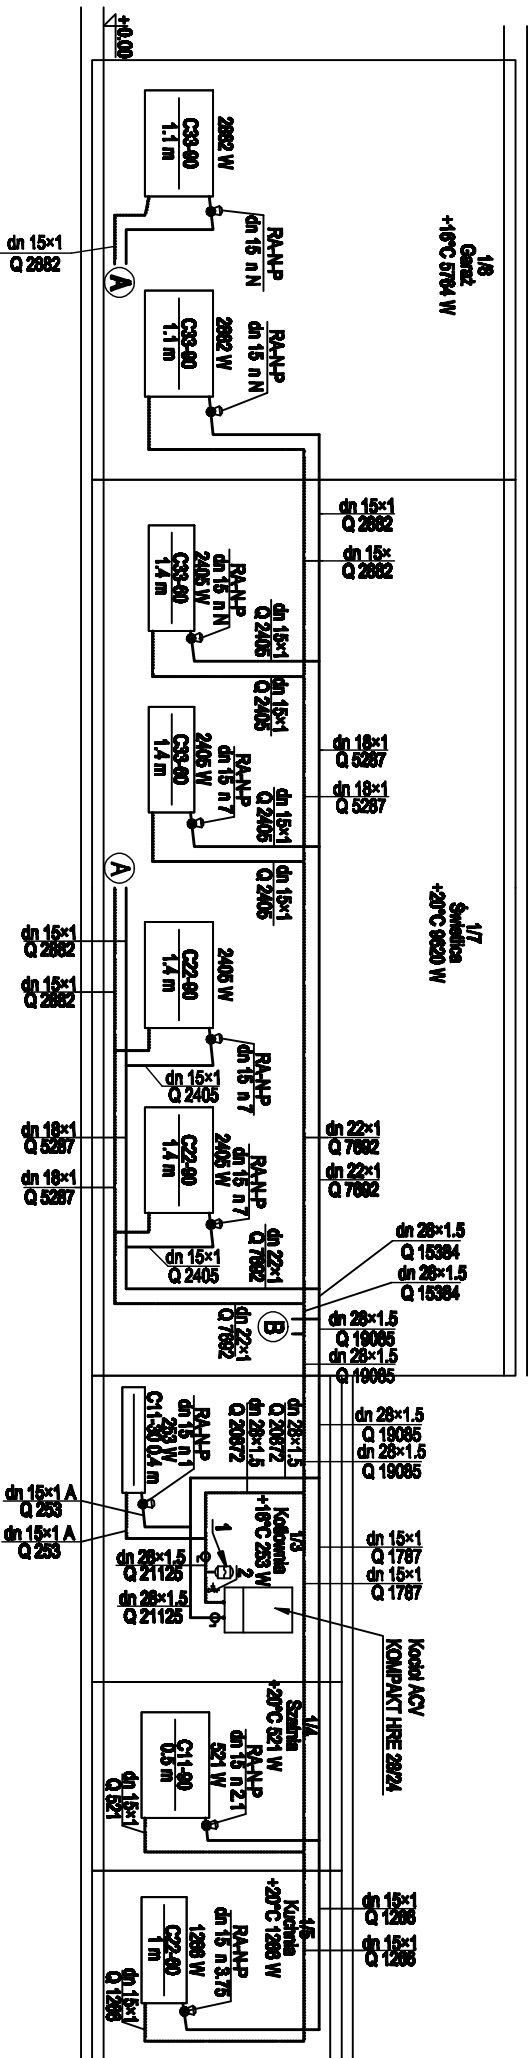 +0.00
1/8
Garaż
+16°C 5764 W
2882 W
C33-60
1.1 m
RA-N-P
dn 15 n N
dn 15×1
Q 2882
A
2882 W
C33-60
1.1 m
RA-N-P
dn 15 n N
dn 15×1
Q 2882
dn 15×
Q 2882
1/7
Świetlica
+20°C 9620 W
2405 W
C33-60
1.4 m
RA-N-P
dn 15 n N
dn 15×1
Q 2405
dn 15×1
Q 2405
dn 18×1
Q 5287
dn 18×1
Q 5287
2405 W
C33-60
1.4 m
RA-N-P
dn 15 n 7
dn 15×1
Q 2405
dn 15×1
Q 2405
A
dn 15×1
Q 2882
dn 15×1
Q 2882
2405 W
C22-60
1.4 m
RA-N-P
dn 15 n 7
dn 15×1
Q 2405
dn 18×1
Q 5287
dn 18×1
Q 5287
2405 W
C22-60
1.4 m
RA-N-P
dn 15 n 7
dn 15×1
Q 2405
dn 22×1
Q 7692
dn 22×1
Q 7692
dn 22×1
Q 7692
dn 22×1
Q 7692
B
dn 28×1.5
Q 15384
dn 28×1.5
Q 15384
dn 28×1.5
Q 19085
dn 28×1.5
Q 19085
dn 28×1.5
Q 19085
dn 28×1.5
Q 19085
C11-60 0.4 m
253 W
dn 15 n 1
RA-N-P
dn 15×1 A
Q 253
dn 15×1 A
Q 253
dn 28×1.5
Q 20872
dn 28×1.5
Q 20872
1/3
Kotłownia
+16°C 253 W
1
2
dn 28×1.5
Q 21125
dn 28×1.5
Q 21125
dn 15×1
Q 1787
dn 15×1
Q 1787
Kocioł ACV
KOMPAKT HRE 28/24
1/4
Szatnia
+20°C 521 W
RA-N-P
dn 15 n 2.1
521 W
C11-60
0.5 m
dn 15×1
Q 521
1/5
Kuchnia
+20°C 1266 W
RA-N-P
dn 15 n 3.75
1266 W
C22-60
1 m
dn 15×1
Q 1266
dn 15×1
Q 1266
dn 15×1
Q 1266